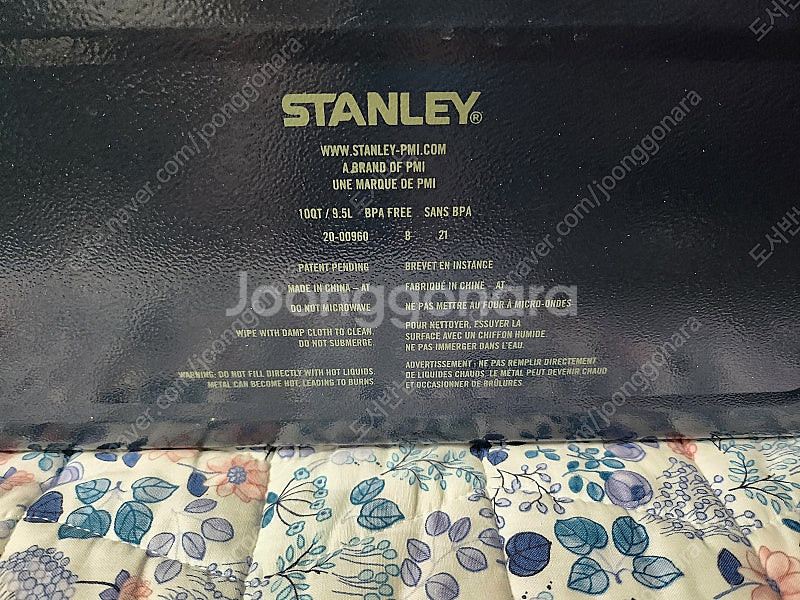 STANLEY®
WWW.STANLEY-PMI.COM
A BRAND OF PMI
UNE MARQUE DE PMI
10QT / 9.5L BPA FREE SANS BPA
20-00960 8 21
PATENT PENDING
MADE IN CHINA – AT
DO NOT MICROWAVE
WIPE WITH DAMP CLOTH TO CLEAN.
DO NOT SUBMERGE.
WARNING: DO NOT FILL DIRECTLY WITH HOT LIQUIDS.
METAL CAN BECOME HOT, LEADING TO BURNS
BREVET EN INSTANCE
FABRIQUÉ EN CHINE – AT
NE PAS METTRE AU FOUR À MICRO-ONDES
POUR NETTOYER, ESSUYER LA
SURFACE AVEC UN CHIFFON HUMIDE.
NE PAS IMMERGER DANS L'EAU.
ADVERTISSEMENT : NE PAS REMPLIR DIRECTEMENT
DE LIQUIDES CHAUDS. LE MÉTAL PEUT DEVENIR CHAUD
ET OCCASIONNER DE BRÛLURES
Joonggonara